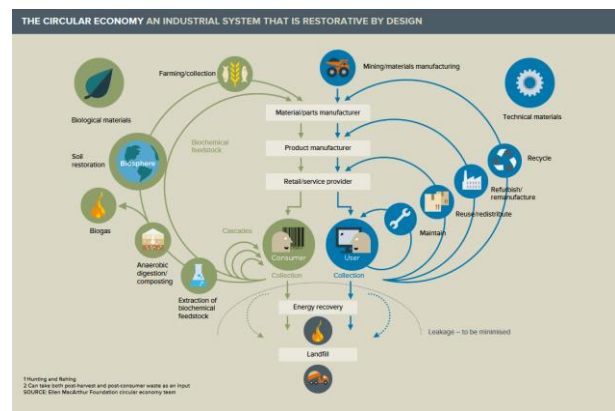 THE CIRCULAR ECONOMY AN INDUSTRIAL SYSTEM THAT IS RESTORATIVE BY DESIGN
Farming/collection
Mining/materials manufacturing
Biological materials
Technical materials
Material/parts manufacturer
Biochemical
feedstock
Product manufacturer
Recycle
Soil
restoration
Biosphere
Retail/service provider
Refurbish/
remanufacture
Reuse/redistribute
Biogas
Cascades
Maintain
Consumer
User
Anaerobic
digestion/
composting
Collection
Collection
Extraction of
biochemical
feedstock
Energy recovery
Leakage – to be minimised
Landfill
1 Hunting and fishing
2 Can take both post-harvest and post-consumer waste as an input
SOURCE: Ellen MacArthur Foundation circular economy team